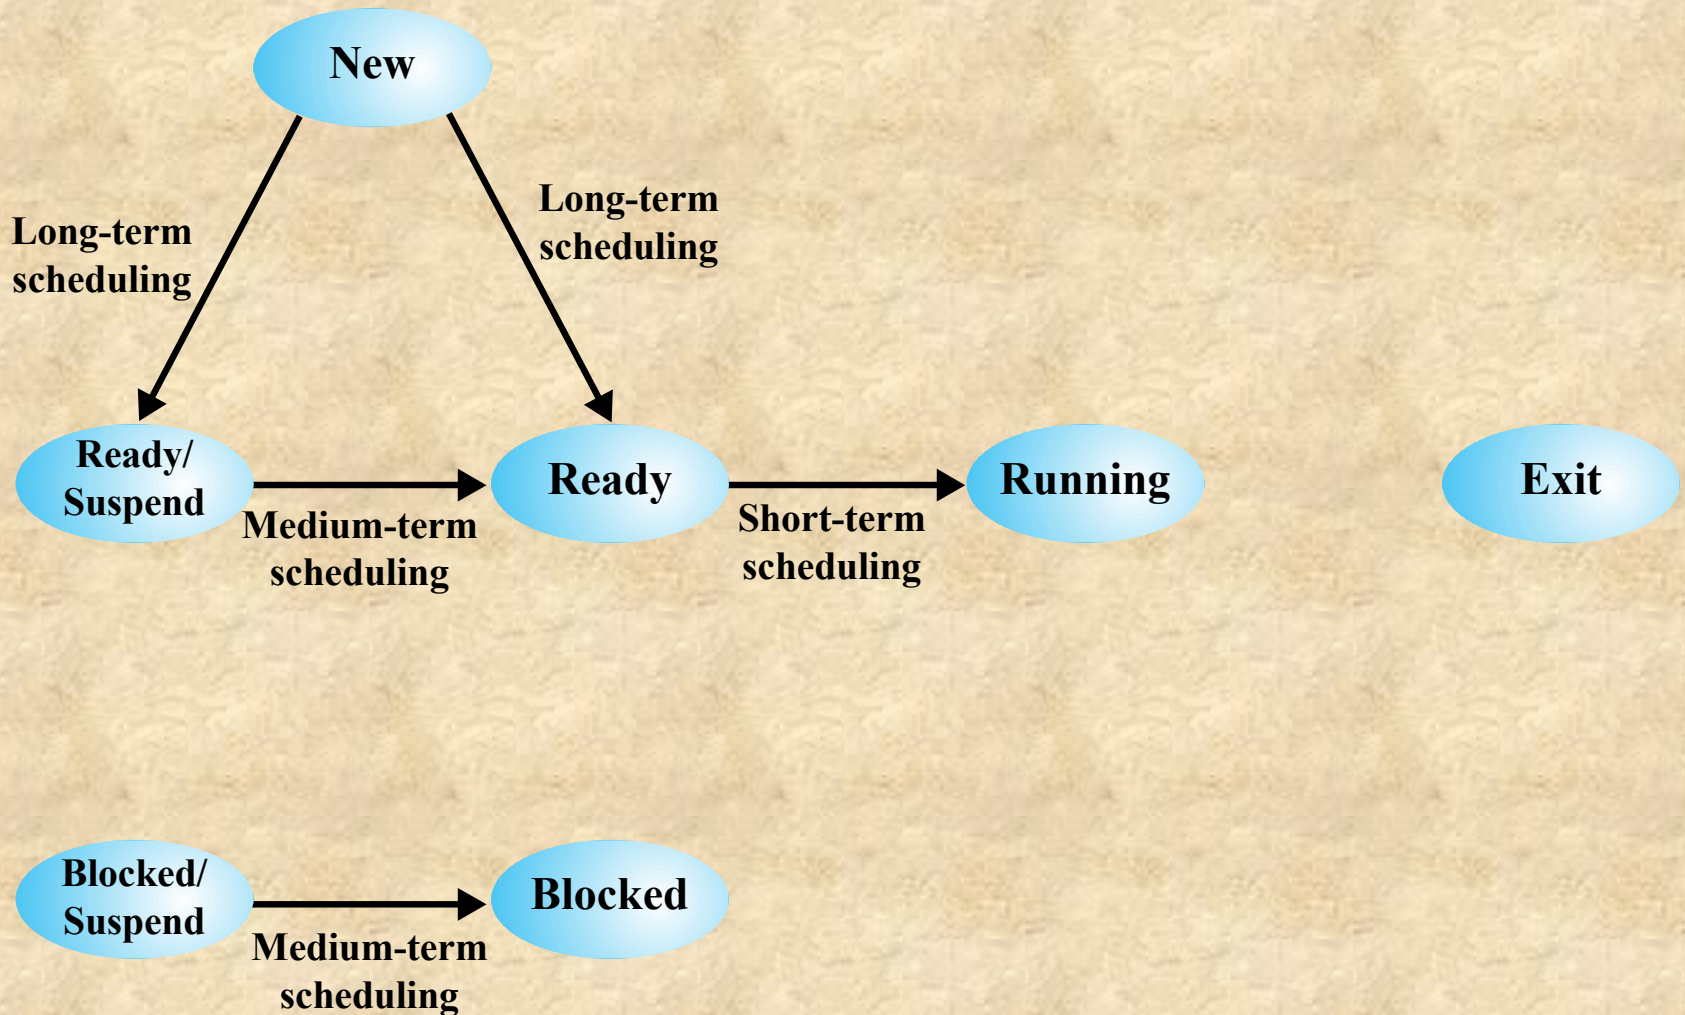 New
Long-term
scheduling
Long-term
scheduling
Ready/
Suspend
Medium-term
scheduling
Ready
Short-term
scheduling
Running
Exit
Blocked/
Suspend
Medium-term
scheduling
Blocked